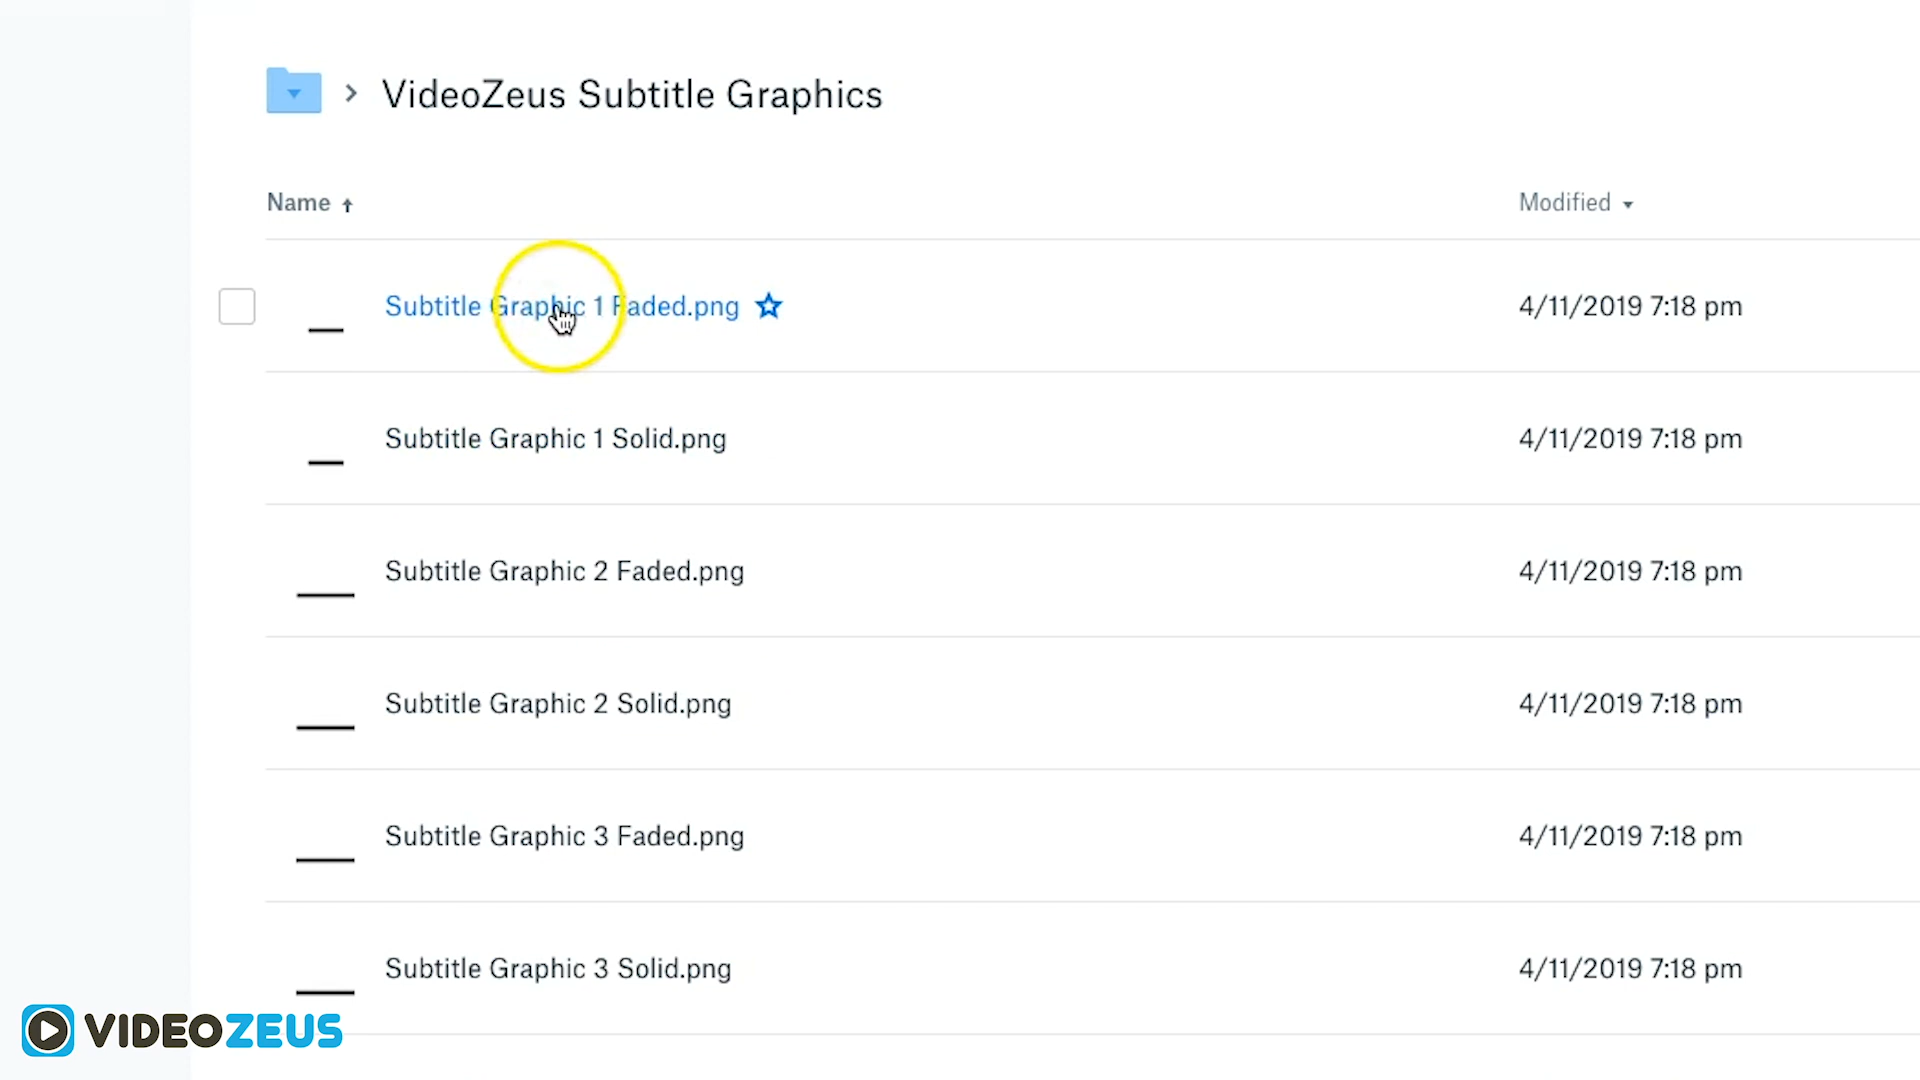 VideoZeus Subtitle Graphics
Name
Modified
Subtitle Graphic 1 Faded.png
4/11/2019 7:18 pm
Subtitle Graphic 1 Solid.png
4/11/2019 7:18 pm
Subtitle Graphic 2 Faded.png
4/11/2019 7:18 pm
Subtitle Graphic 2 Solid.png
4/11/2019 7:18 pm
Subtitle Graphic 3 Faded.png
4/11/2019 7:18 pm
Subtitle Graphic 3 Solid.png
4/11/2019 7:18 pm
VIDEOZEUS